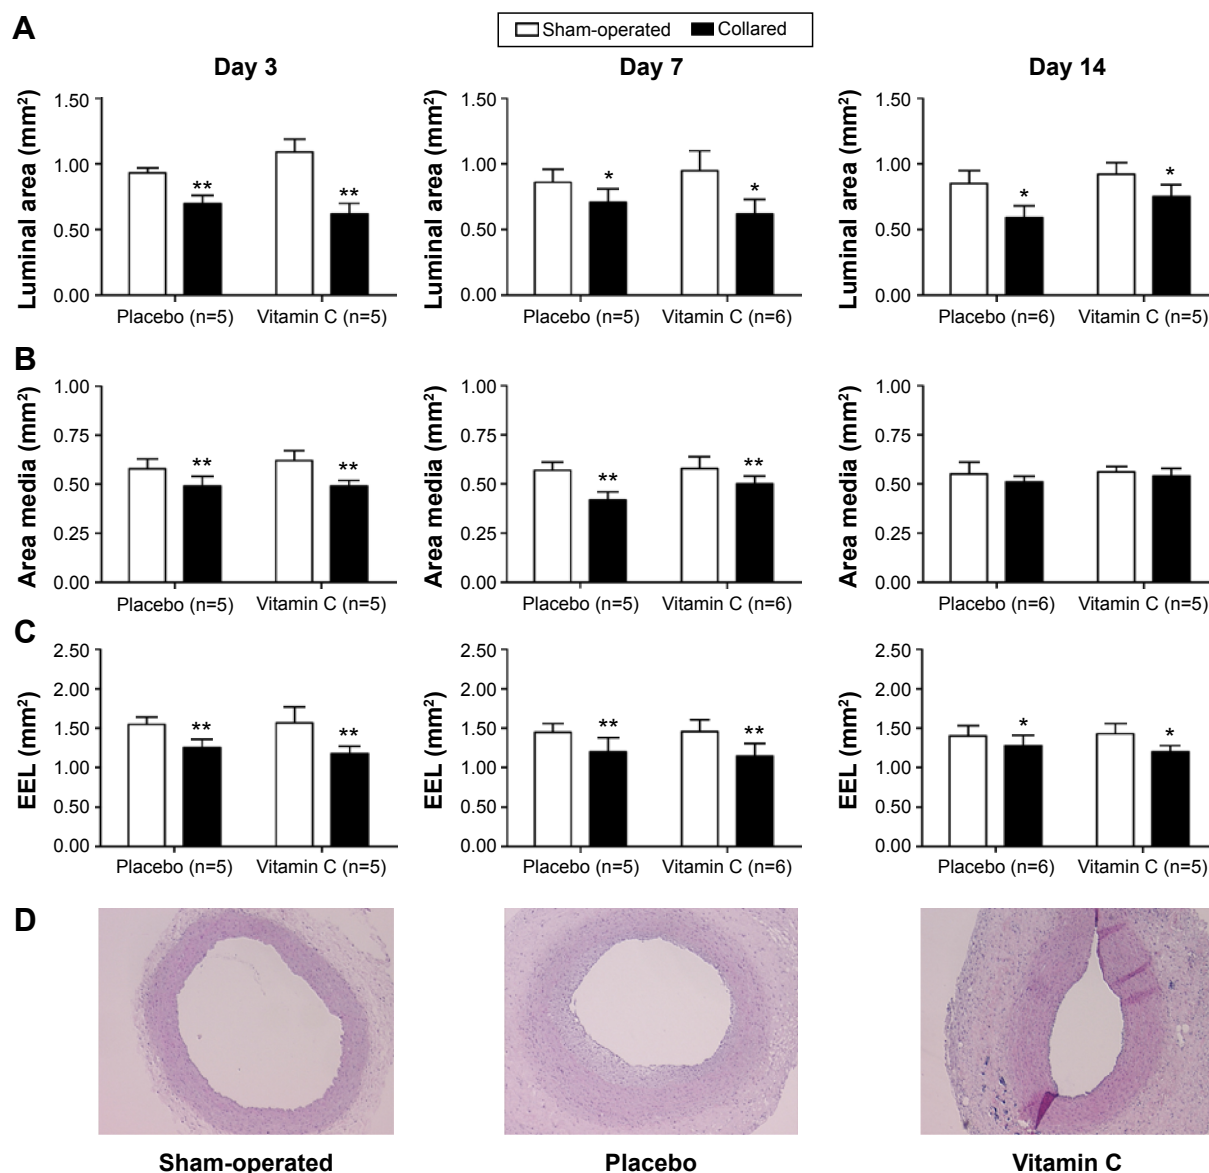 A
Sham-operated Collared
Day 3 Day 7 Day 14
Luminal area (mm²) Luminal area (mm²) Luminal area (mm²)
1.50 1.50 1.50
1.00 1.00 1.00
0.50 0.50 0.50
0.00 0.00 0.00
** ** * * * *
Placebo (n=5) Vitamin C (n=5) Placebo (n=5) Vitamin C (n=6) Placebo (n=6) Vitamin C (n=5)
B
Area media (mm²) Area media (mm²) Area media (mm²)
1.00 1.00 1.00
0.75 0.75 0.75
0.50 0.50 0.50
0.25 0.25 0.25
0.00 0.00 0.00
** ** ** **
Placebo (n=5) Vitamin C (n=5) Placebo (n=5) Vitamin C (n=6) Placebo (n=6) Vitamin C (n=5)
C
EEL (mm²) EEL (mm²) EEL (mm²)
2.50 2.50 2.50
2.00 2.00 2.00
1.50 1.50 1.50
1.00 1.00 1.00
0.50 0.50 0.50
0.00 0.00 0.00
** ** ** ** * *
Placebo (n=5) Vitamin C (n=5) Placebo (n=5) Vitamin C (n=6) Placebo (n=6) Vitamin C (n=5)
D
Sham-operated Placebo Vitamin C